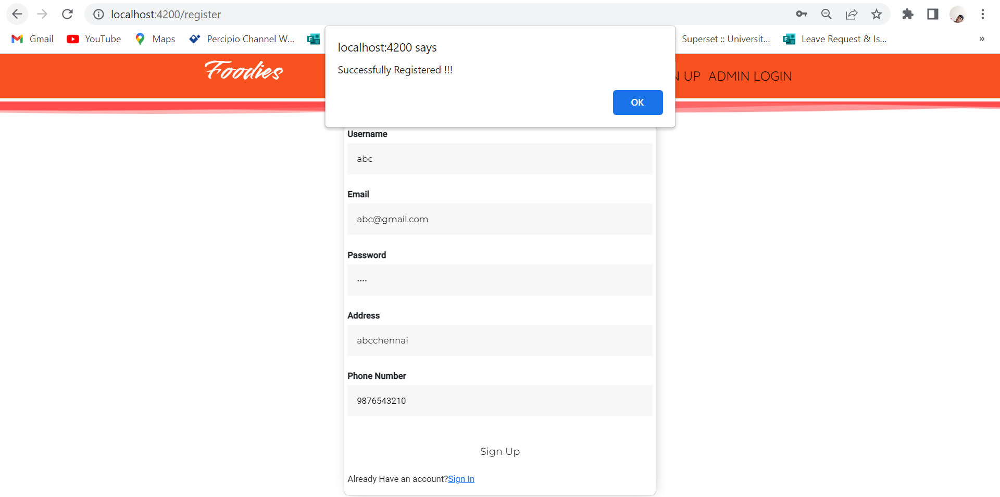 localhost:4200/register
Gmail YouTube Maps Percipio Channel W... Superset :: Universit... Leave Request & Is... »
localhost:4200 says
Successfully Registered !!!
OK
Foodies
UP ADMIN LOGIN
Username
abc
Email
abc@gmail.com
Password
....
Address
abcchennai
Phone Number
9876543210
Sign Up
Already Have an account?Sign In